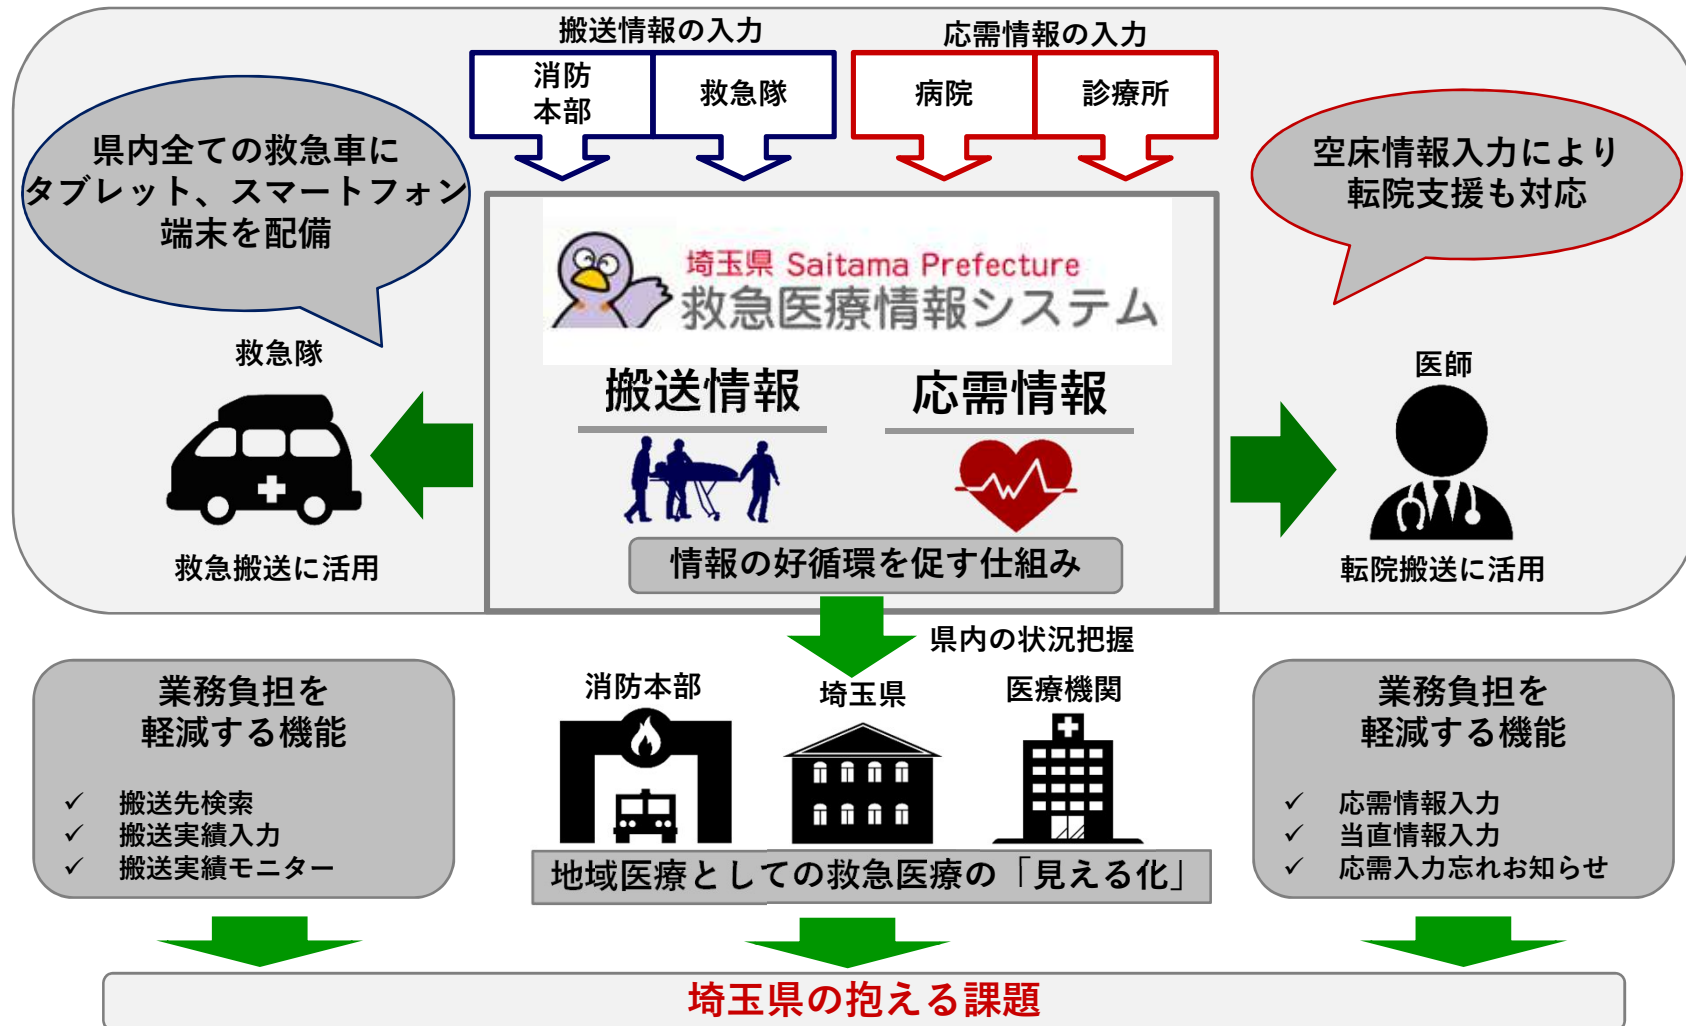 搬送情報の入力
応需情報の入力
消防
本部
救急隊
病院
診療所
県内全ての救急車に
タブレット、スマートフォン
端末を配備
空床情報入力により
転院支援も対応
埼玉県 Saitama Prefecture
救急医療情報システム
救急隊
搬送情報
応需情報
医師
救急搬送に活用
情報の好循環を促す仕組み
転院搬送に活用
県内の状況把握
業務負担を
軽減する機能
✓ 搬送先検索
✓ 搬送実績入力
✓ 搬送実績モニター
消防本部
埼玉県
医療機関
地域医療としての救急医療の「見える化」
業務負担を
軽減する機能
✓ 応需情報入力
✓ 当直情報入力
✓ 応需入力忘れお知らせ
埼玉県の抱える課題